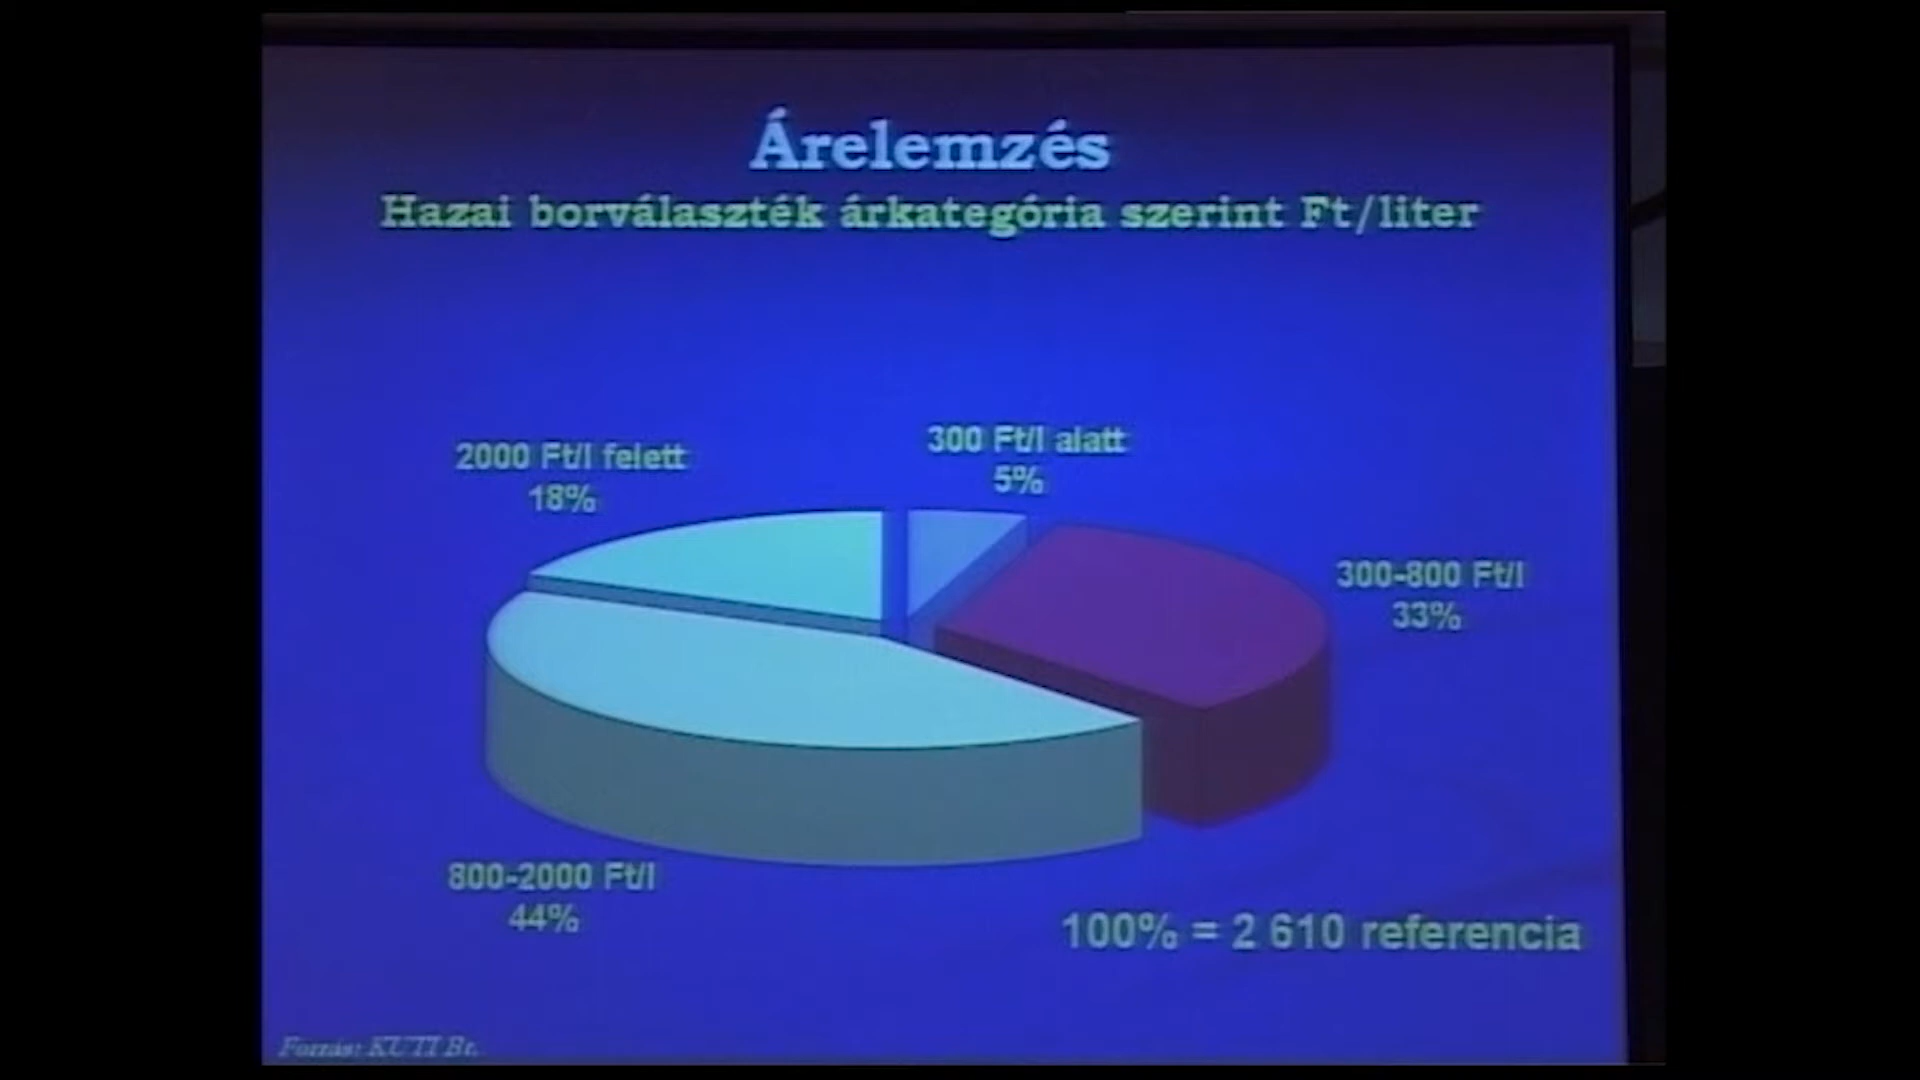 Árelemzés
Hazai borválaszték árkategória szerint Ft/liter
2000 Ft/l felett
18%
300 Ft/l alatt
5%
300-800 Ft/l
33%
800-2000 Ft/l
44%
100% = 2 610 referencia
Forrás: